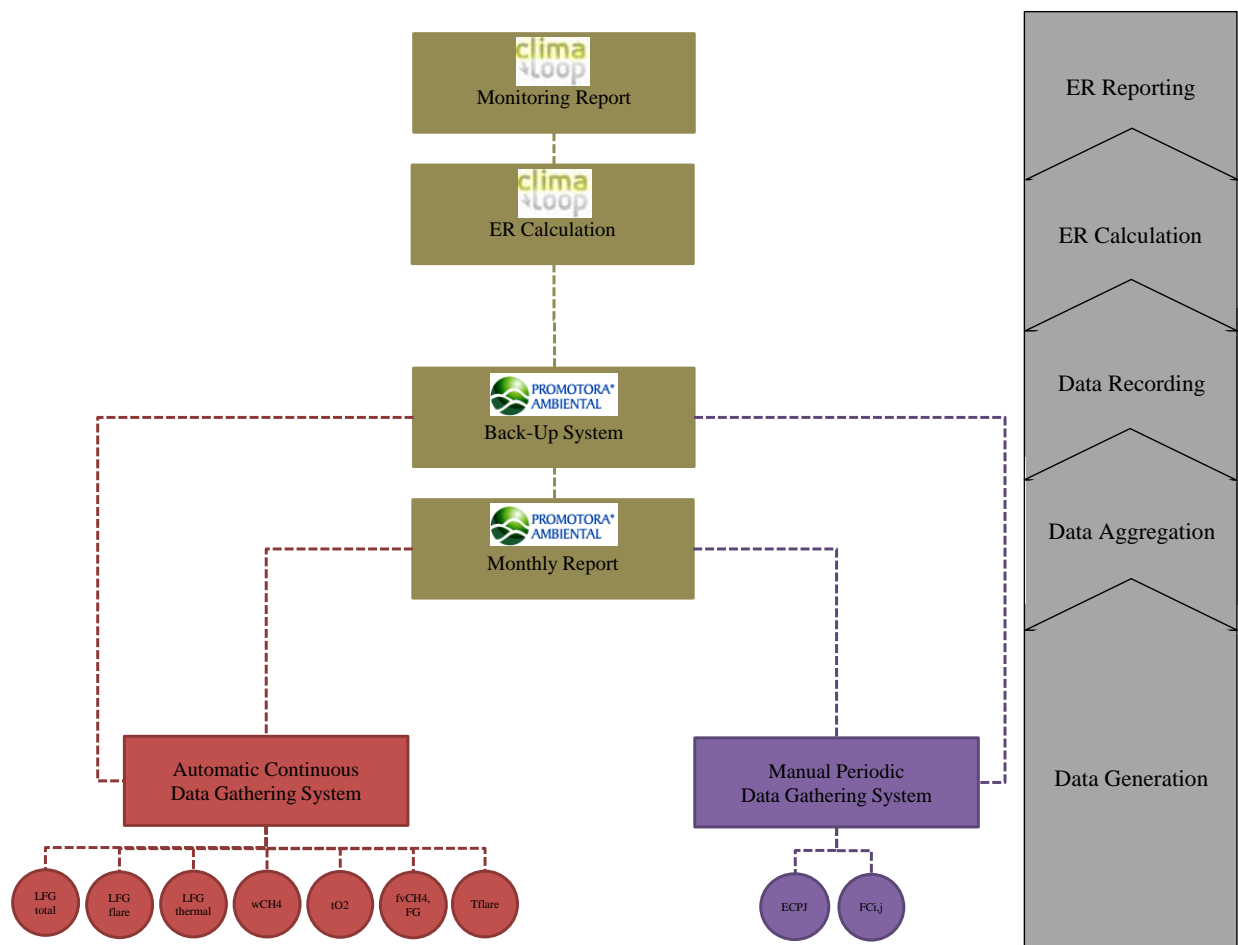 clima
Loop
Monitoring Report
clima
Loop
ER Calculation
PROMOTORA®
AMBIENTAL
Back-Up System
PROMOTORA®
AMBIENTAL
Monthly Report
Automatic Continuous
Data Gathering System
Manual Periodic
Data Gathering System
LFG
total
LFG
flare
LFG
thermal
wCH4
tO2
fvCH4,
FG
Tflare
ECPJ
FCi,j
ER Reporting
ER Calculation
Data Recording
Data Aggregation
Data Generation